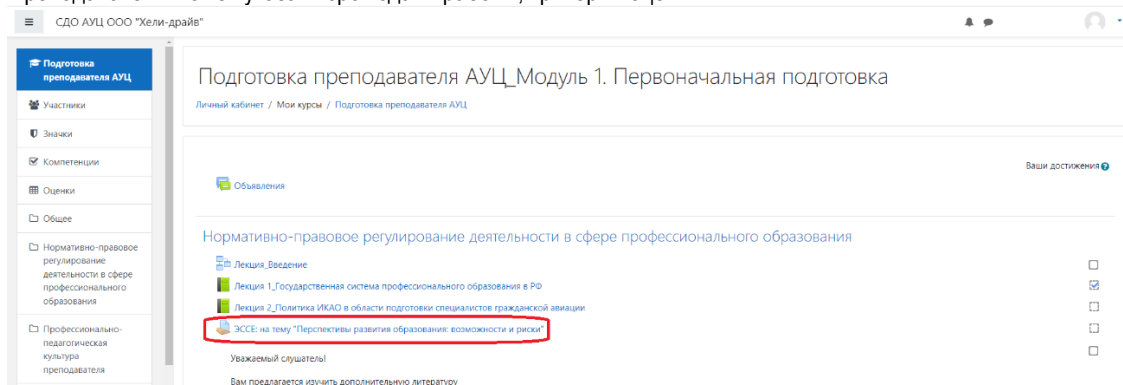 СДО АУЦ ООО "Хели-драйв"
Подготовка
преподавателя АУЦ
Участники
Значки
Компетенции
Оценки
Общее
Нормативно-правовое
регулирование
деятельности в сфере
профессионального
образования
Профессионально-
педагогическая
культура
преподавателя
Подготовка преподавателя АУЦ_Модуль 1. Первоначальная подготовка
Личный кабинет / Мои курсы / Подготовка преподавателя АУЦ
Ваши достижения
Объявления
Нормативно-правовое регулирование деятельности в сфере профессионального образования
Лекция_Введение
Лекция 1_Государственная система профессионального образования в РФ
Лекция 2_Политика ИКАО в области подготовки специалистов гражданской авиации
ЭССЕ: на тему "Перспективы развития образования: возможности и риски"
Уважаемый слушатель!
Вам предлагается изучить дополнительную литературу